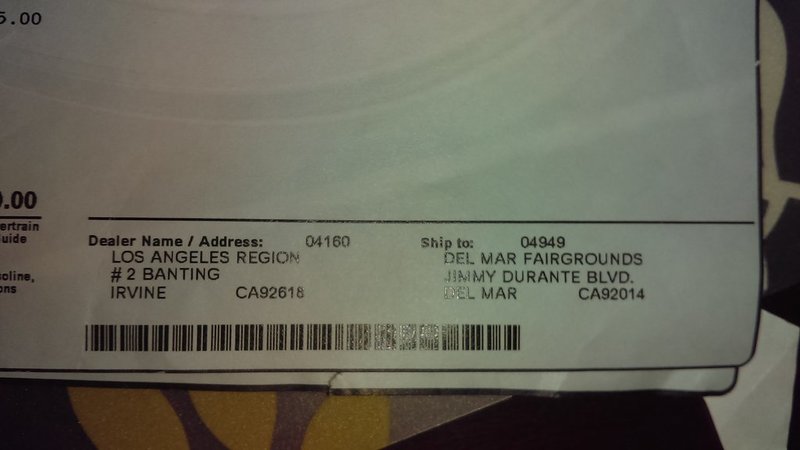 5.00
0.00
ertrain
uide
soline,
ons
Dealer Name / Address: 04160
LOS ANGELES REGION
# 2 BANTING
IRVINE CA92618
Ship to: 04949
DEL MAR FAIRGROUNDS
JIMMY DURANTE BLVD.
DEL MAR CA92014